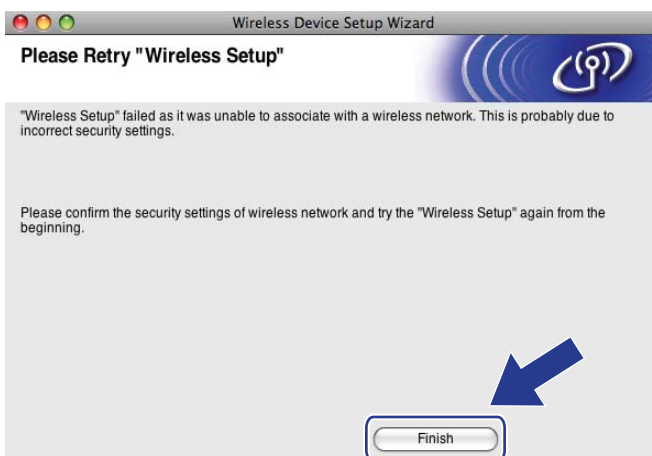 Wireless Device Setup Wizard
Please Retry "Wireless Setup"
"Wireless Setup" failed as it was unable to associate with a wireless network. This is probably due to
incorrect security settings.
Please confirm the security settings of wireless network and try the "Wireless Setup" again from the
beginning.
Finish